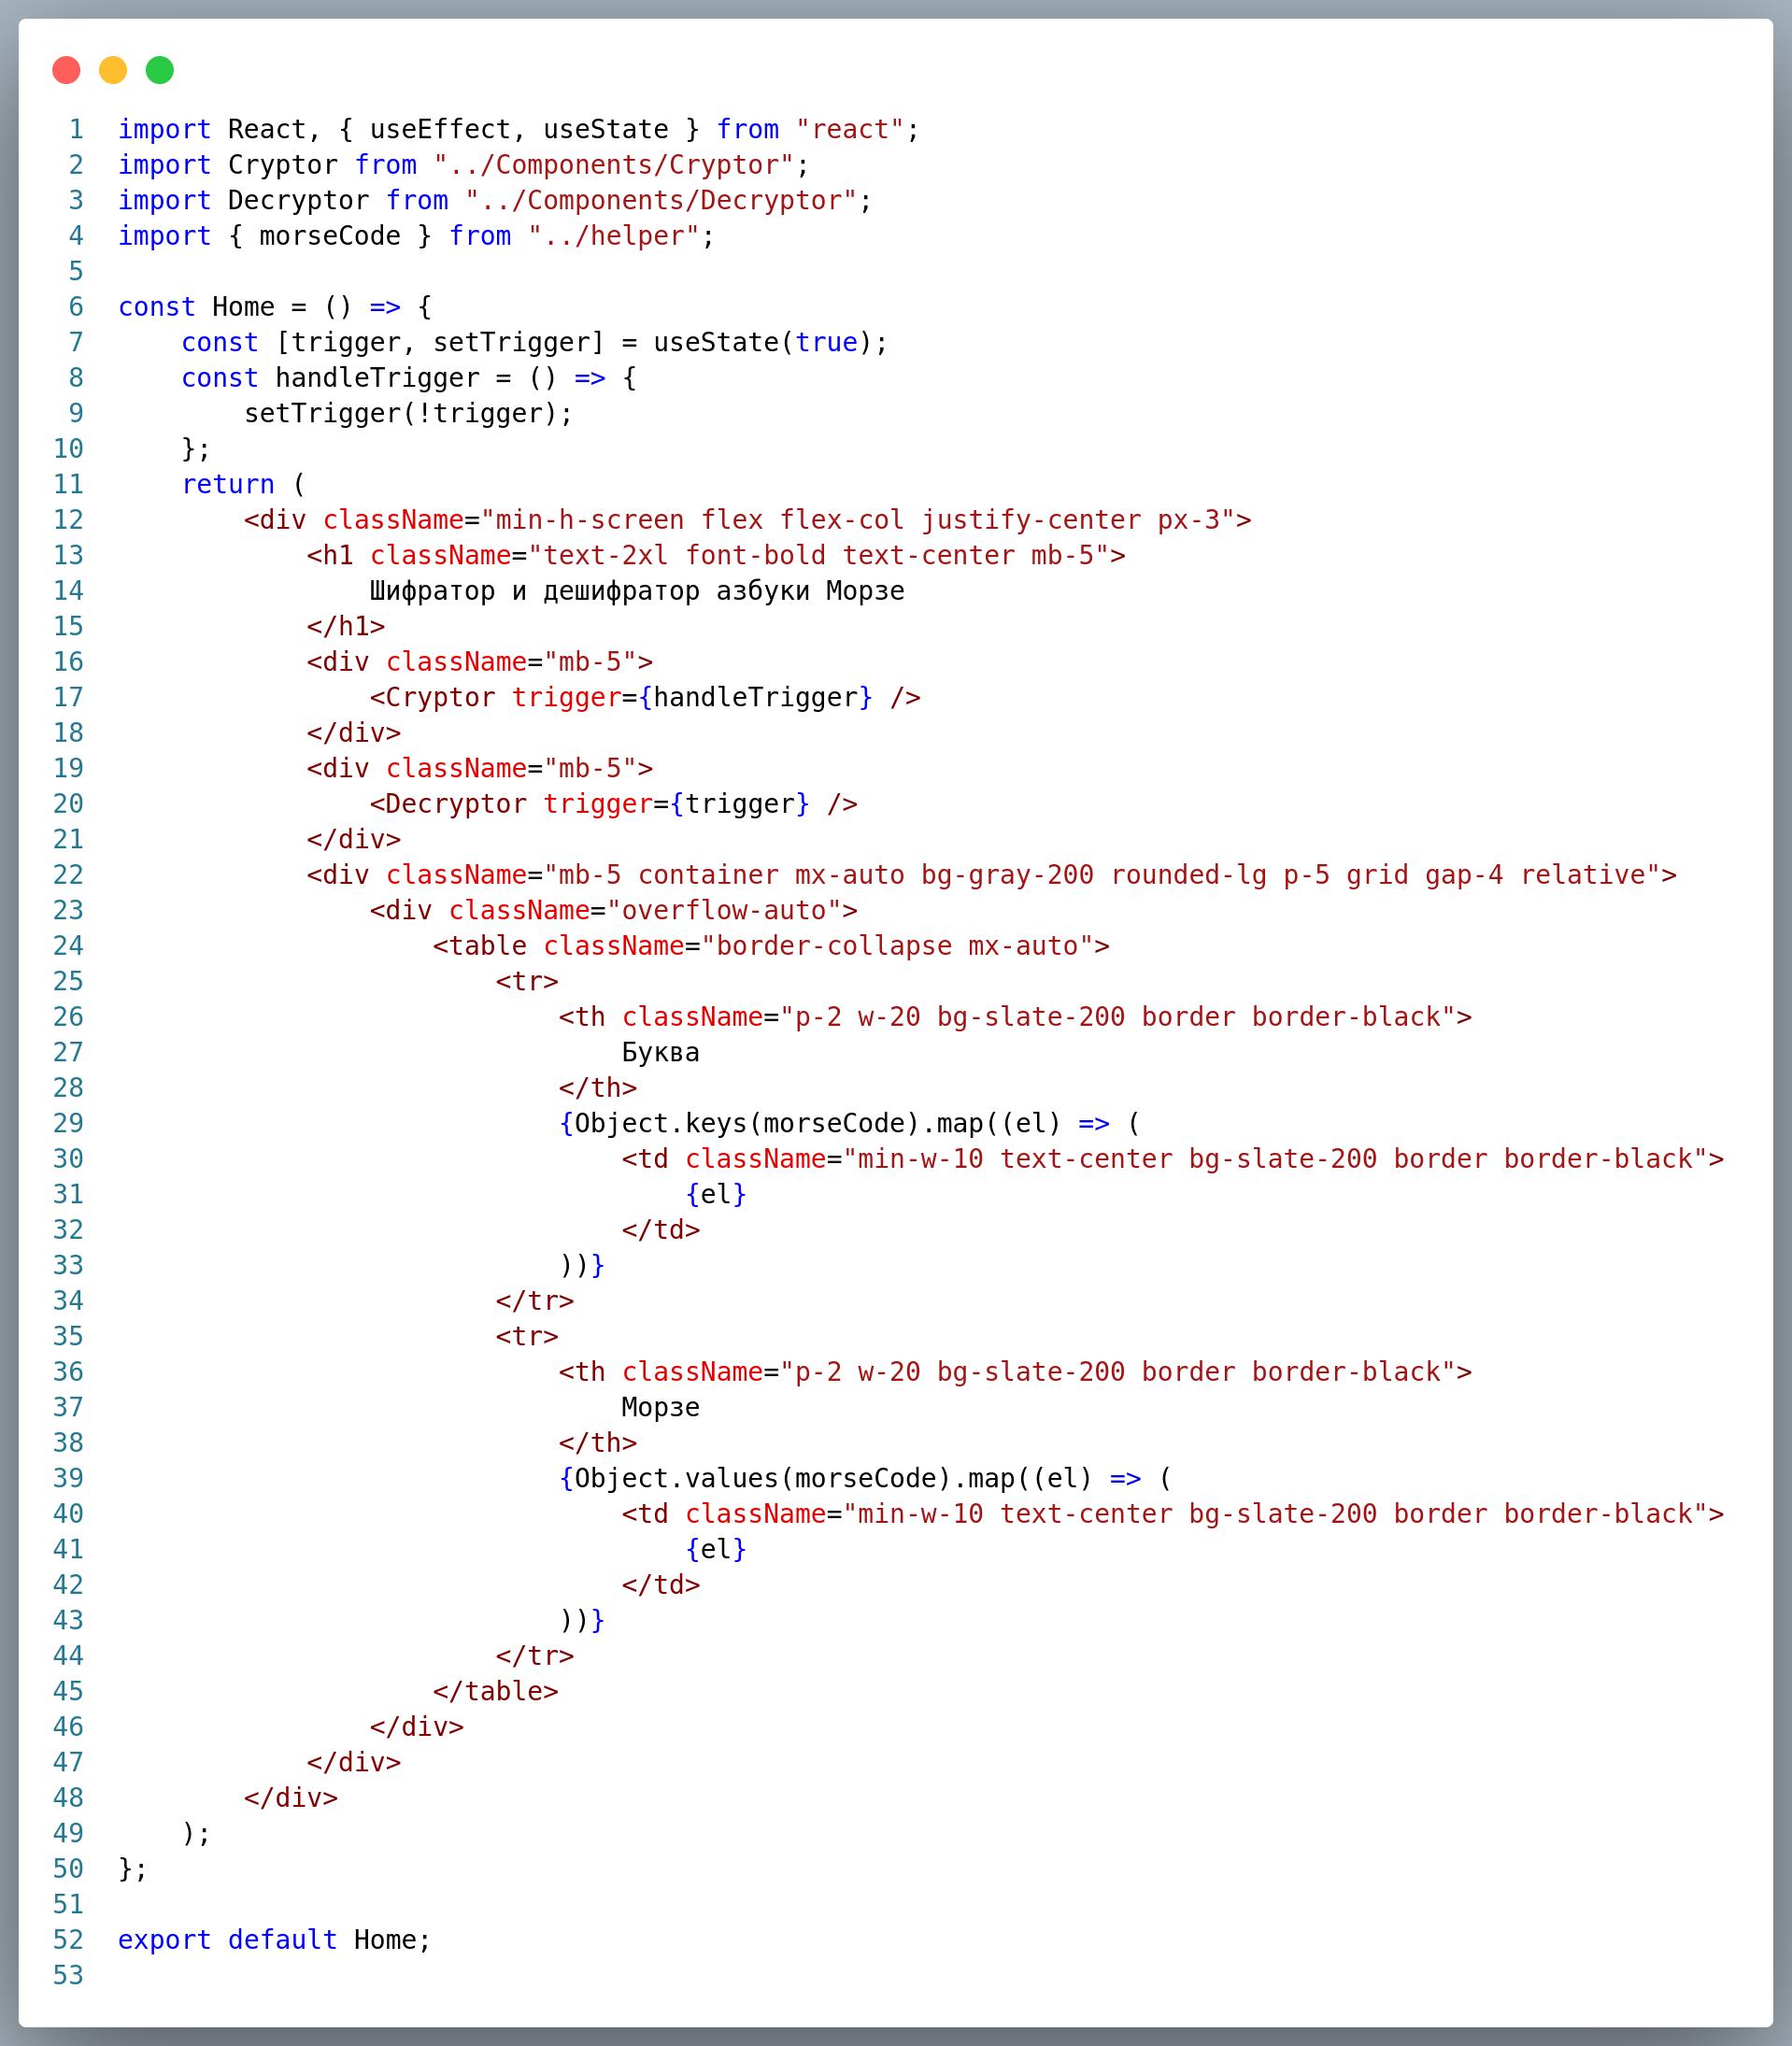 1 import React, { useEffect, useState } from "react";
2 import Cryptor from "../Components/Cryptor";
3 import Decryptor from "../Components/Decryptor";
4 import { morseCode } from "../helper";
5
6 const Home = () => {
7     const [trigger, setTrigger] = useState(true);
8     const handleTrigger = () => {
9         setTrigger(!trigger);
10     };
11     return (
12         <div className="min-h-screen flex flex-col justify-center px-3">
13             <h1 className="text-2xl font-bold text-center mb-5">
14                 Шифратор и дешифратор азбуки Морзе
15             </h1>
16             <div className="mb-5">
17                 <Cryptor trigger={handleTrigger} />
18             </div>
19             <div className="mb-5">
20                 <Decryptor trigger={trigger} />
21             </div>
22             <div className="mb-5 container mx-auto bg-gray-200 rounded-lg p-5 grid gap-4 relative">
23                 <div className="overflow-auto">
24                     <table className="border-collapse mx-auto">
25                         <tr>
26                             <th className="p-2 w-20 bg-slate-200 border border-black">
27                                 Буква
28                             </th>
29                             {Object.keys(morseCode).map((el) => (
30                                 <td className="min-w-10 text-center bg-slate-200 border border-black">
31                                     {el}
32                                 </td>
33                             ))}
34                         </tr>
35                         <tr>
36                             <th className="p-2 w-20 bg-slate-200 border border-black">
37                                 Морзе
38                             </th>
39                             {Object.values(morseCode).map((el) => (
40                                 <td className="min-w-10 text-center bg-slate-200 border border-black">
41                                     {el}
42                                 </td>
43                             ))}
44                         </tr>
45                     </table>
46                 </div>
47             </div>
48         </div>
49     );
50 };
51
52 export default Home;
53